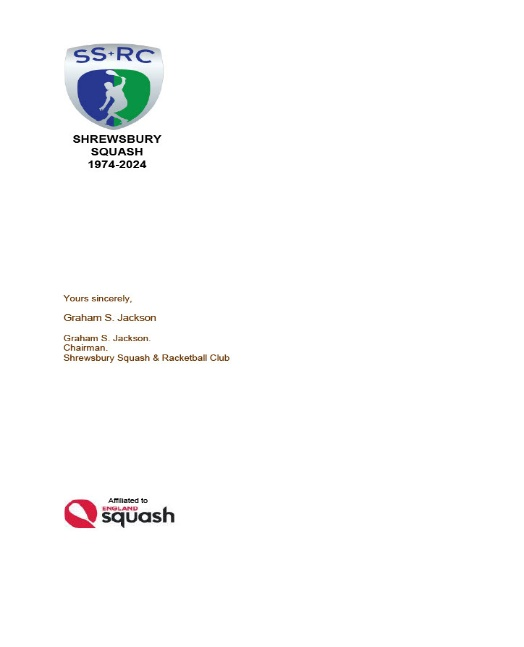 SS+RC
SHREWSBURY
SQUASH
1974-2024
Yours sincerely,
Graham S. Jackson
Graham S. Jackson.
Chairman.
Shrewsbury Squash & Racketball Club
Affiliated to
ENGLAND
squash